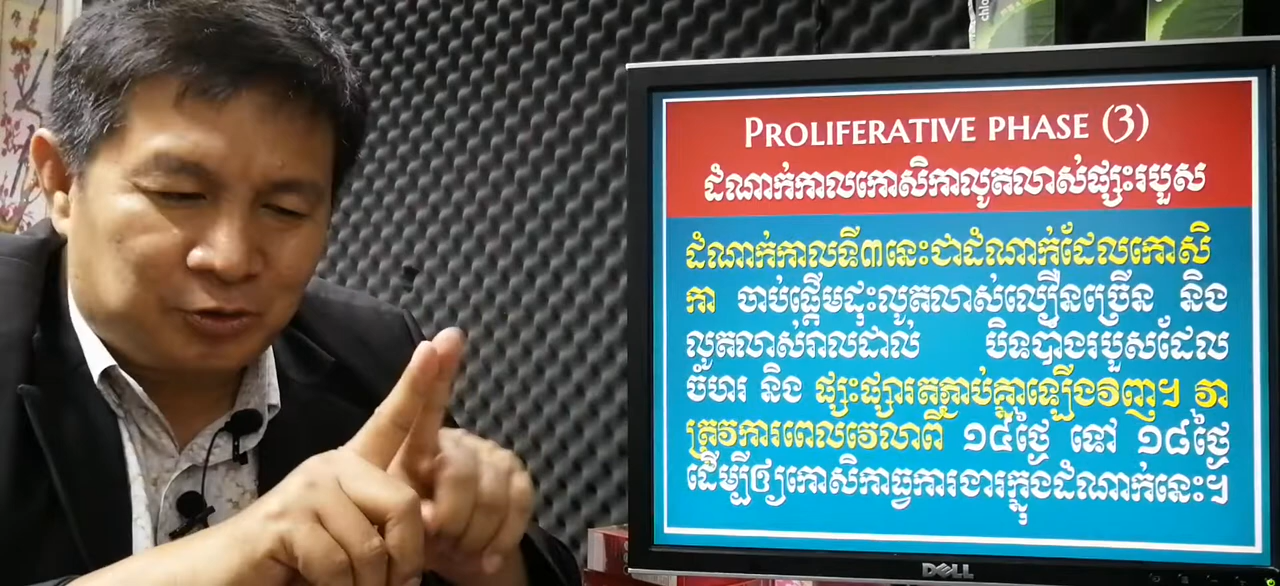 chlo
PROLIFERATIVE PHASE (3)
ដំណាក់កាលកោសិកាលូតលាស់ផ្សះរបួស
ដំណាក់កាលទី៣នេះជាដំណាក់ដែលកោសិ
កា ចាប់ផ្តើមដុះលូតលាស់លឿនច្រើន និង
លួតលាស់រាលដាល់ បិទបាំងរបួសដែល
ចំហរ និង ផ្សះផ្សារតភ្ជាប់គ្នាឡើងវិញ។ វា
ត្រូវការពេលវេលាពី ១៤ថ្ងៃ ទៅ ១៨ថ្ងៃ
ដើម្បីឲ្យកោសិកាធ្វការងារក្នុងដំណាក់នេះ។
DELL